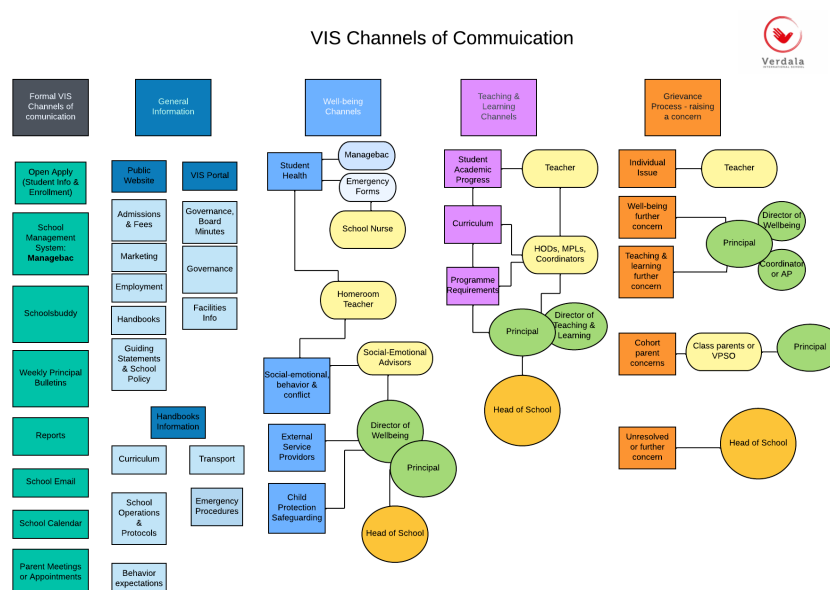 VIS Channels of Commuication
Verdala
INTERNATIONAL SCHOOL
Formal VIS
Channels of
comunication
General
Information
Well-being
Channels
Teaching &
Learning
Channels
Grievance
Process - raising
a concern
Open Apply
(Student Info &
Enrollment)
School
Management
System:
Managebac
Schoolsbuddy
Weekly Principal
Bulletins
Reports
School Email
School Calendar
Parent Meetings
or Appointments
Public
Website
VIS Portal
Admissions
& Fees
Marketing
Employment
Handbooks
Guiding
Statements
& School
Policy
Governance,
Board
Minutes
Governance
Facilities
Info
Handbooks
Information
Curriculum
Transport
School
Operations
&
Protocols
Emergency
Procedures
Behavior
expectations
Student
Health
Managebac
Emergency
Forms
School Nurse
Homeroom
Teacher
Social-emotional,
behavior &
conflict
Social-Emotional
Advisors
External
Service
Providors
Director of
Wellbeing
Principal
Child
Protection
Safeguarding
Head of School
Student
Academic
Progress
Teacher
Curriculum
HODs, MPLs,
Coordinators
Programme
Requirements
Principal
Director of
Teaching &
Learning
Head of School
Individual
Issue
Teacher
Well-being
further
concern
Director of
Wellbeing
Principal
Teaching &
learning
further
concern
Coordinator
or AP
Cohort
parent
concerns
Class parents or
VPSO
Principal
Unresolved
or further
concern
Head of School